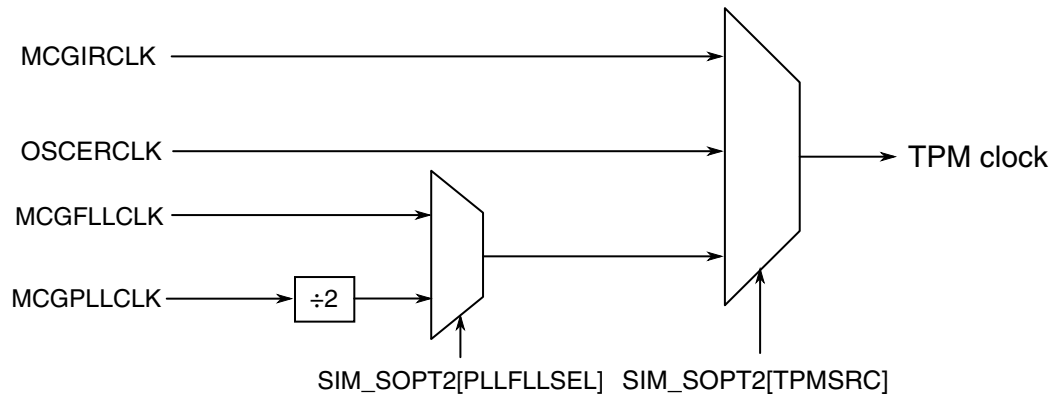 MCGIRCLK
OSCERCLK
TPM clock
MCGFLLCLK
MCGPLLCLK
÷2
SIM_SOPT2[PLLFLLSEL]
SIM_SOPT2[TPMSRC]